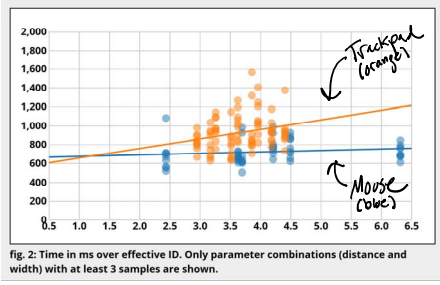 2,000
1,800
1,600
1,400
1,200
1,000
800
600
400
200
0
0.5 1.0 1.5 2.0 2.5 3.0 3.5 4.0 4.5 5.0 5.5 6.0 6.5
Trackpad
(orange)
Mouse
(blue)
fig. 2: Time in ms over effective ID. Only parameter combinations (distance and
width) with at least 3 samples are shown.